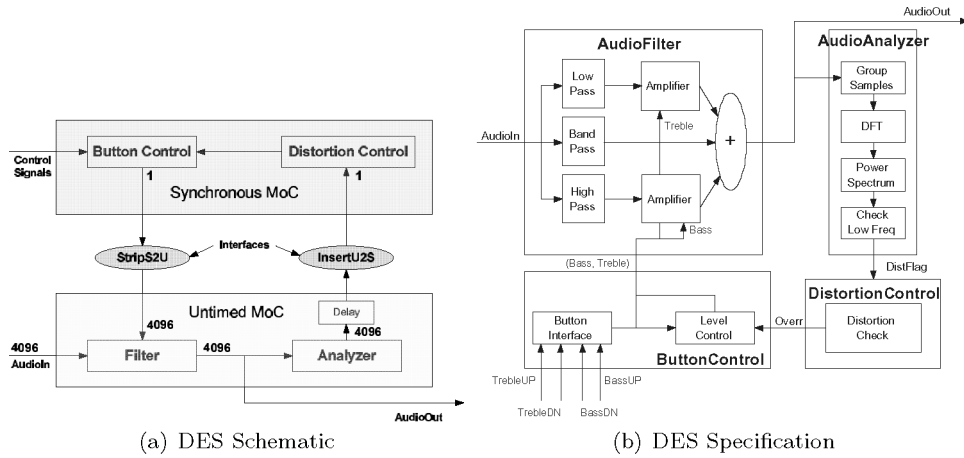 Control
Signals
Button Control
Distortion Control
1
1
Synchronous MoC
Interfaces
StripS2U
InsertU2S
Untimed MoC
Delay
4096
4096
4096
AudioIn
Filter
4096
Analyzer
AudioOut
(a) DES Schematic
AudioOut
AudioFilter
AudioAnalyzer
Low
Pass
Amplifier
Group
Samples
AudioIn
Treble
Band
Pass
+
DFT
High
Pass
Amplifier
Power
Spectrum
Bass
Check
Low Freq
(Bass, Treble)
DistFlag
DistortionControl
Button
Interface
Level
Control
Overr
Distortion
Check
ButtonControl
TrebleUP
BassUP
TrebleDN
BassDN
(b) DES Specification